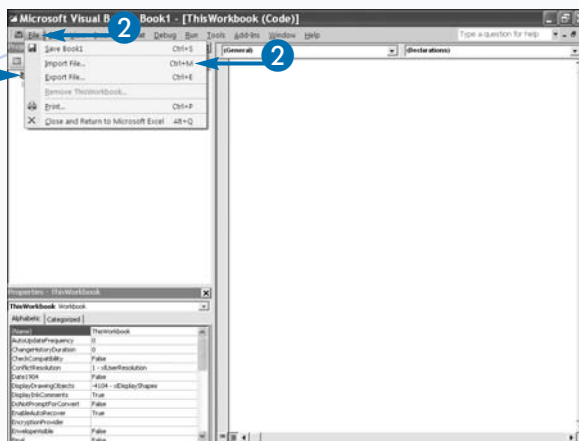 Microsoft Visual B Book1 - [ThisWorkbook (Code)]
File Debug Run Tools Add-Ins Window Help Type a question for help
2
Save Book1 Ctrl+S
Import File... Ctrl+M
2
Export File... Ctrl+E
Remove ThisWorkbook...
Print... Ctrl+P
Close and Return to Microsoft Excel Alt+Q
(General) (Declarations)
Properties - ThisWorkbook
ThisWorkbook Workbook
Alphabetic Categorized
(Name) ThisWorkbook
AutoUpdateFrequency 0
ChangeHistoryDuration 0
CheckCompatibility False
ConflictResolution 1 - xlUserResolution
Date1904 False
DisplayDrawingObjects -4104 - xlDisplayShapes
DisplayInkComments True
DoNotPromptForConvert False
EnableAutoRecover True
EncryptionProvider
EnvelopeVisible False
Final False